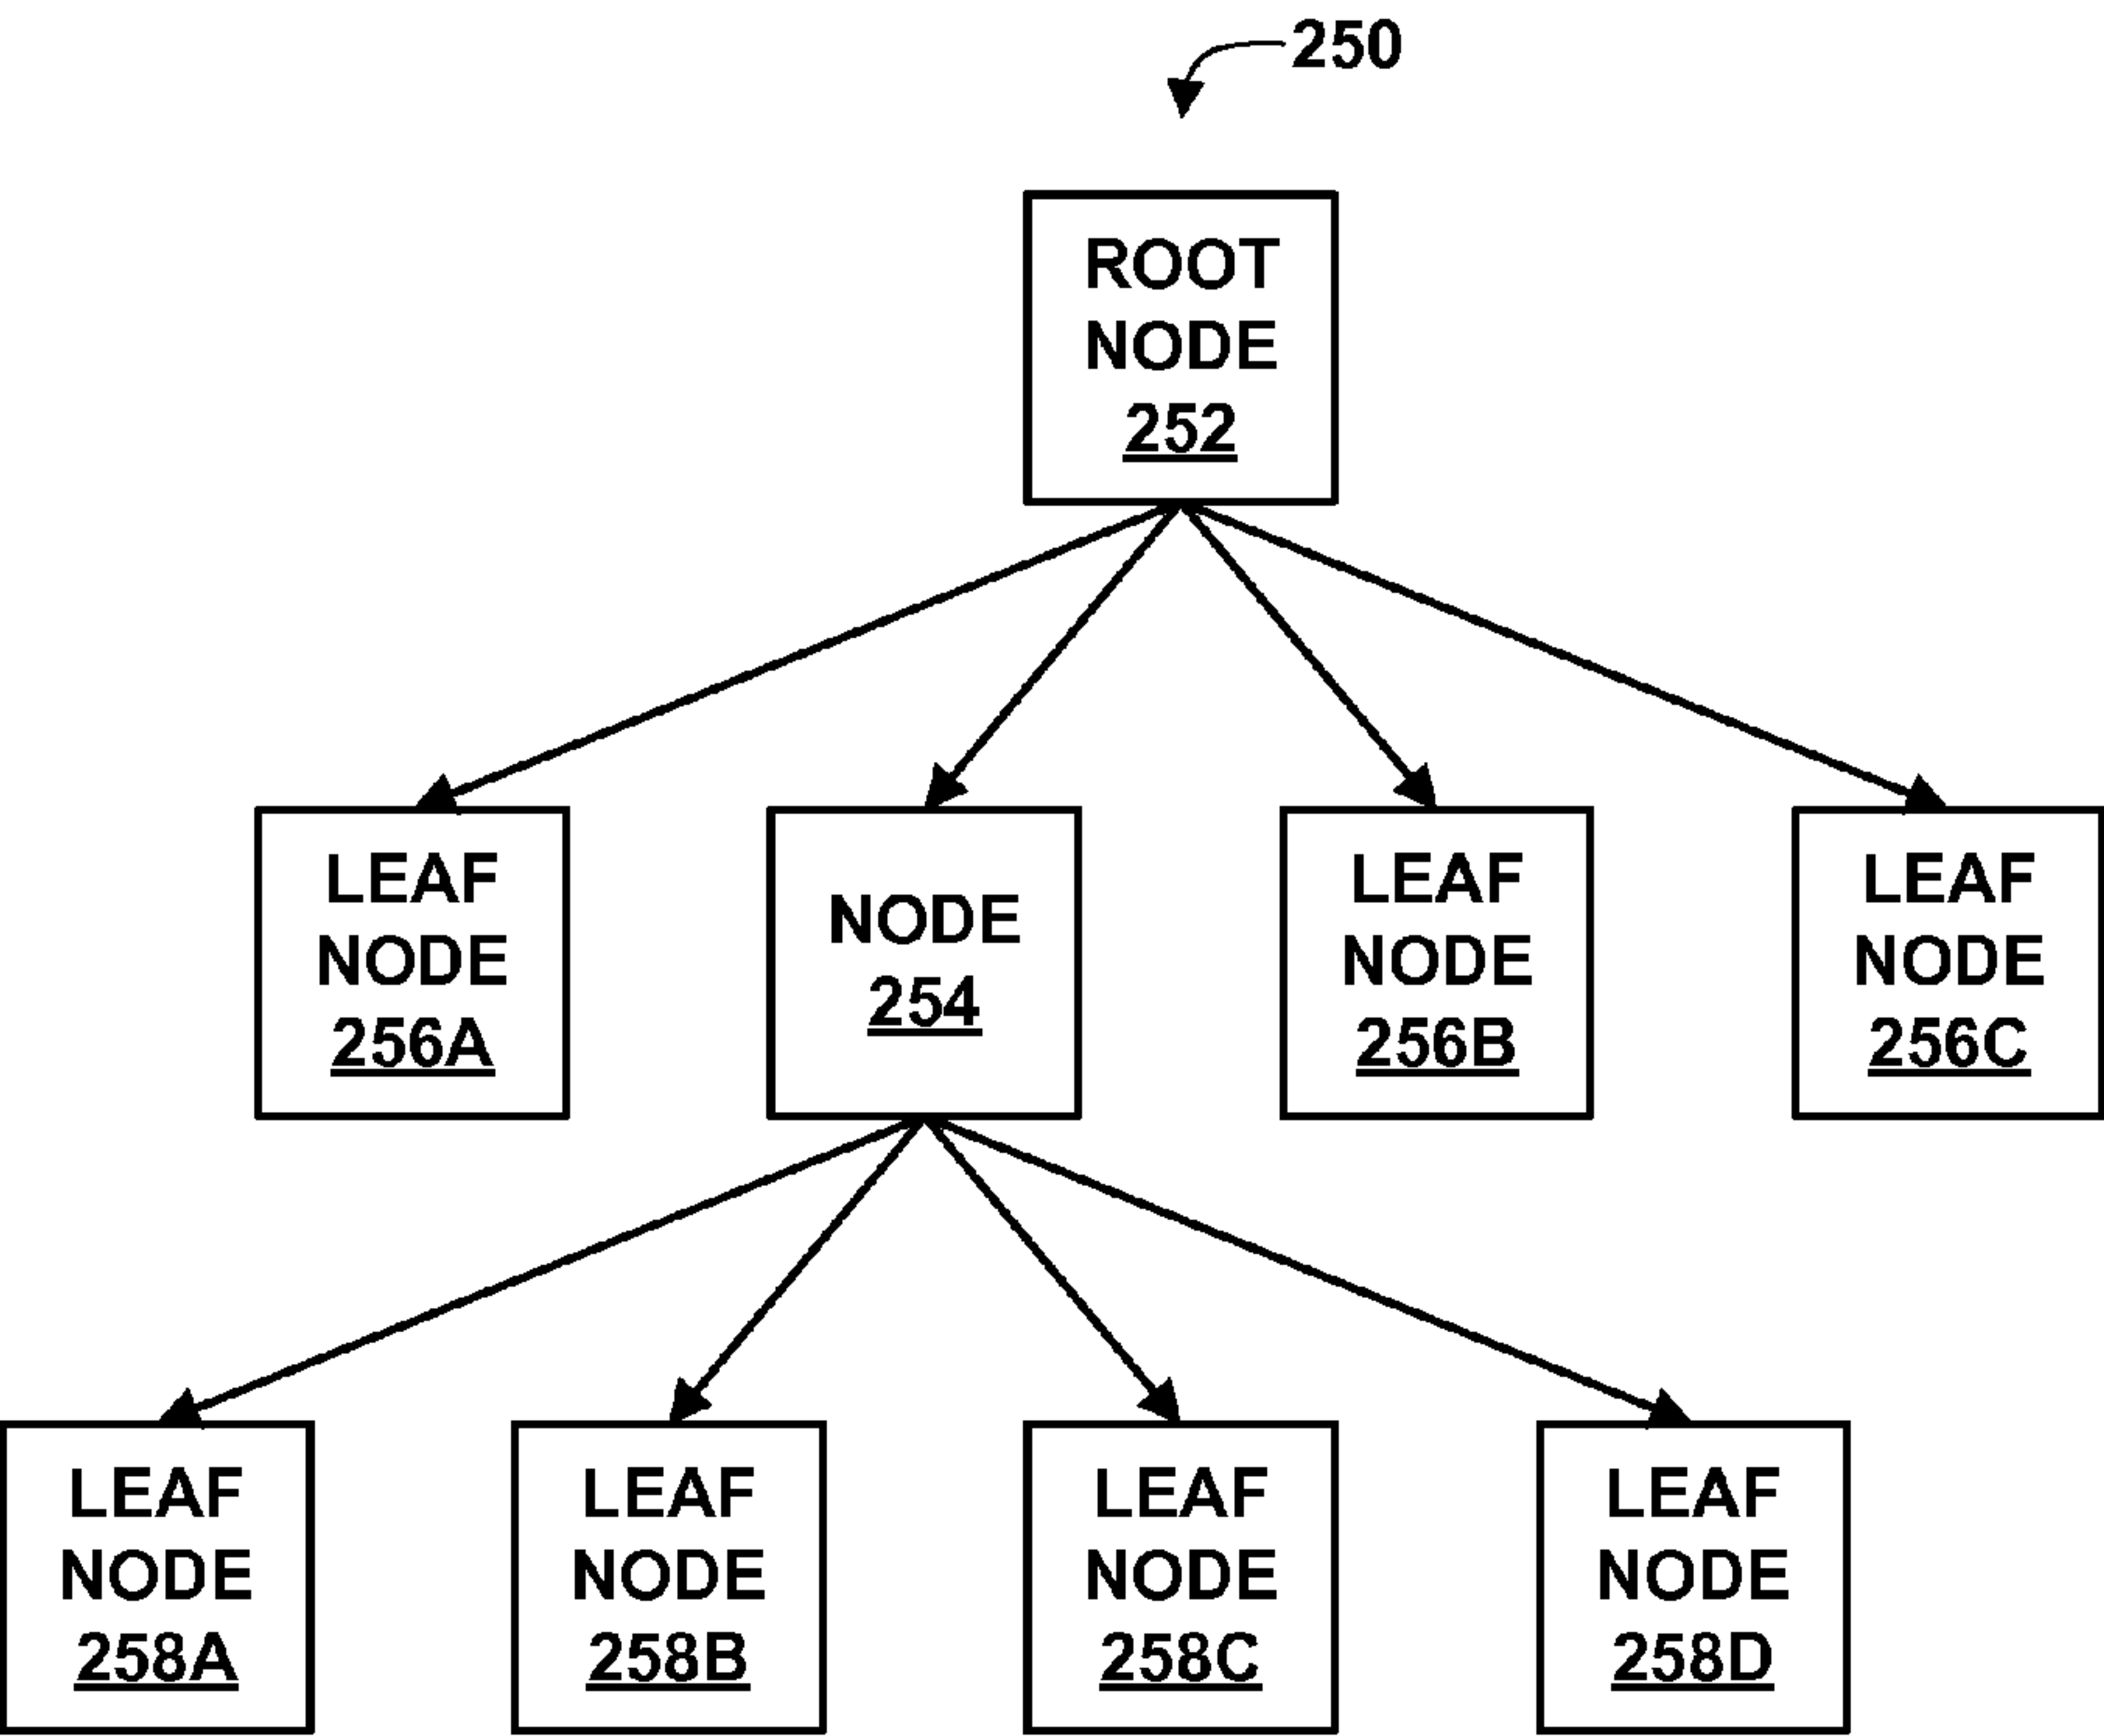 250
ROOT
NODE
252
LEAF
NODE
256A
NODE
254
LEAF
NODE
256B
LEAF
NODE
256C
LEAF
NODE
258A
LEAF
NODE
258B
LEAF
NODE
258C
LEAF
NODE
258D